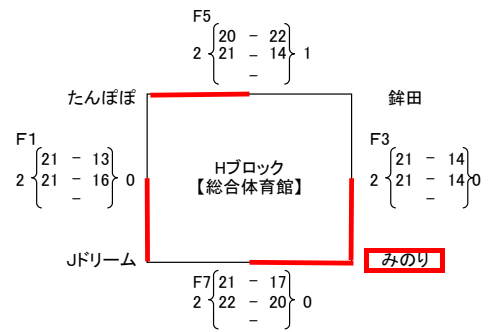 F5
20 － 22
2 21 － 14 1
－
たんぽぽ 鉾田
F1
21 － 13
2 21 － 16 0
－
Hブロック
【総合体育館】
F3
21 － 14
2 21 － 14 0
－
Jドリーム みのり
F7 21 － 17
2 22 － 20 0
－